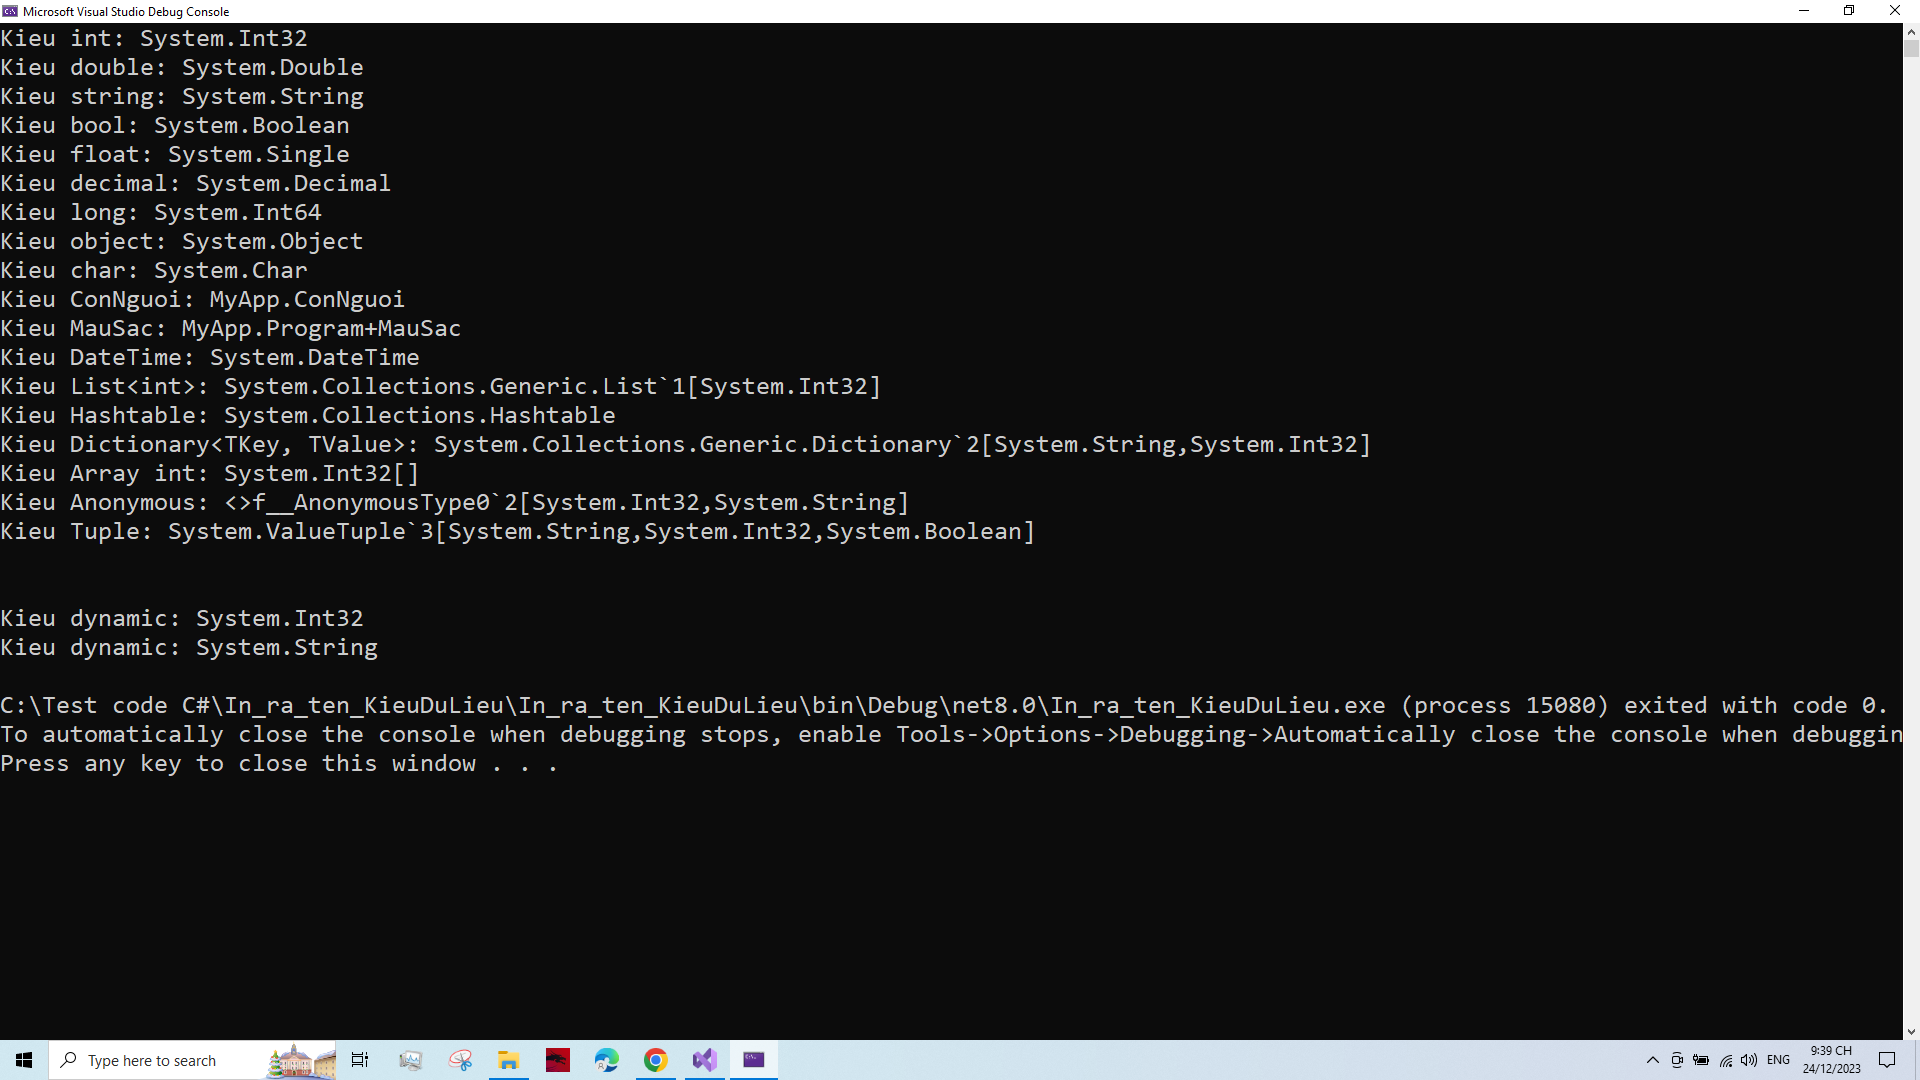 Microsoft Visual Studio Debug Console
Kieu int: System.Int32
Kieu double: System.Double
Kieu string: System.String
Kieu bool: System.Boolean
Kieu float: System.Single
Kieu decimal: System.Decimal
Kieu long: System.Int64
Kieu object: System.Object
Kieu char: System.Char
Kieu ConNguoi: MyApp.ConNguoi
Kieu MauSac: MyApp.Program+MauSac
Kieu DateTime: System.DateTime
Kieu List<int>: System.Collections.Generic.List`1[System.Int32]
Kieu Hashtable: System.Collections.Hashtable
Kieu Dictionary<TKey, TValue>: System.Collections.Generic.Dictionary`2[System.String,System.Int32]
Kieu Array int: System.Int32[]
Kieu Anonymous: <>f__AnonymousType0`2[System.Int32,System.String]
Kieu Tuple: System.ValueTuple`3[System.String,System.Int32,System.Boolean]
Kieu dynamic: System.Int32
Kieu dynamic: System.String
C:\Test code C#\In_ra_ten_KieuDuLieu\In_ra_ten_KieuDuLieu\bin\Debug\net8.0\In_ra_ten_KieuDuLieu.exe (process 15080) exited with code 0.
To automatically close the console when debugging stops, enable Tools->Options->Debugging->Automatically close the console when debuggin
Press any key to close this window . . .
Type here to search
ENG
9:39 CH
24/12/2023